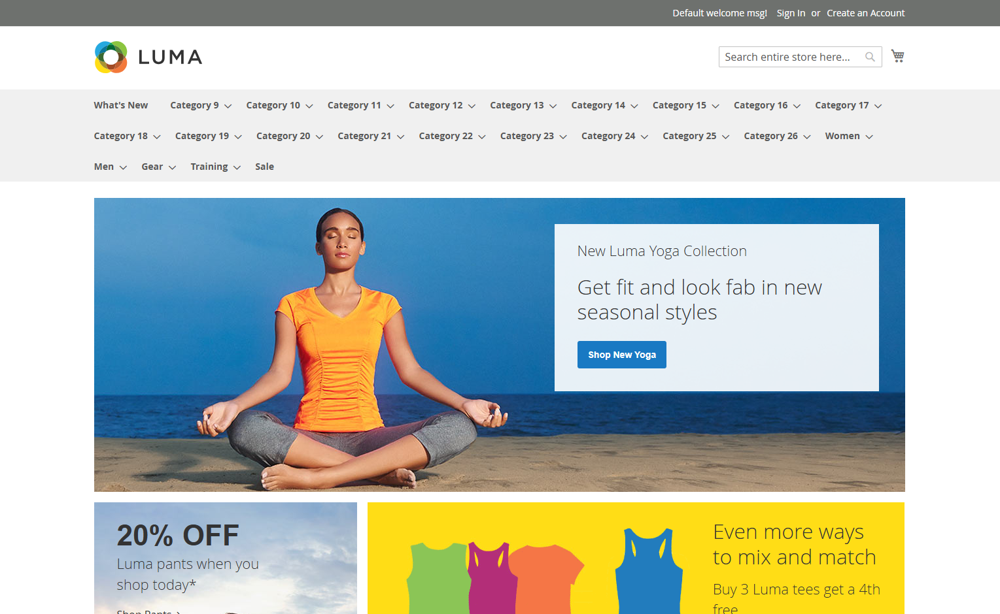 Default welcome msg! Sign In or Create an Account
LUMA
Search entire store here...
What's New Category 9 Category 10 Category 11 Category 12 Category 13 Category 14 Category 15 Category 16 Category 17
Category 18 Category 19 Category 20 Category 21 Category 22 Category 23 Category 24 Category 25 Category 26 Women
Men Gear Training Sale
New Luma Yoga Collection
Get fit and look fab in new
seasonal styles
Shop New Yoga
20% OFF
Luma pants when you
shop today*
Shop Pants
Even more ways
to mix and match
Buy 3 Luma tees get a 4th
free